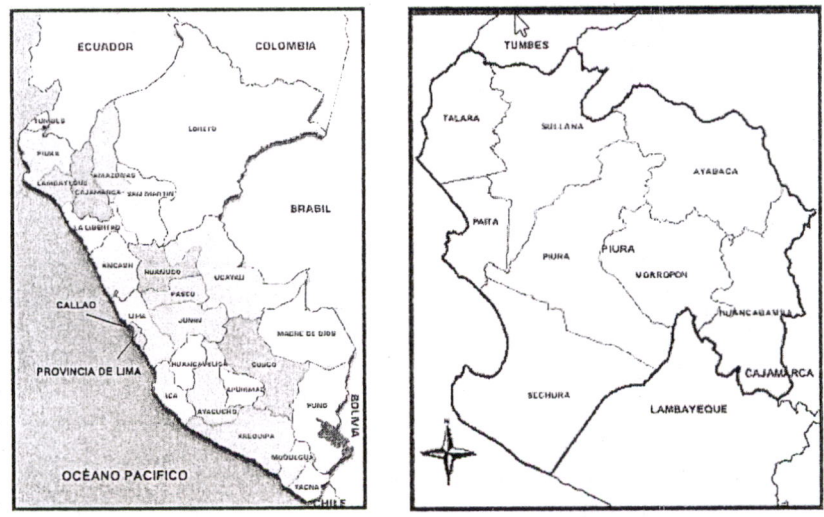 ECUADOR
COLOMBIA
TUMBES
LORETO
PIURA
LAMBAYEQUE
AMAZONAS
CAJAMARCA
SAN MARTIN
BRASIL
LA LIBERTAD
ANCASH
HUANUCO
UCAYALI
PASCO
CALLAO
LIMA
JUNIN
MADRE DE DIOS
PROVINCIA DE LIMA
HUANCAVELICA
CUSCO
ICA
APURIMAC
AYACUCHO
PUNO
BOLIVIA
AREQUIPA
MOQUEGUA
OCÉANO PACIFICO
TACNA
CHILE
TUMBES
TALARA
SULLANA
AYABACA
PAITA
PIURA
PIURA
MORROPON
HUANCABAMBA
CAJAMARCA
SECHURA
LAMBAYEQUE